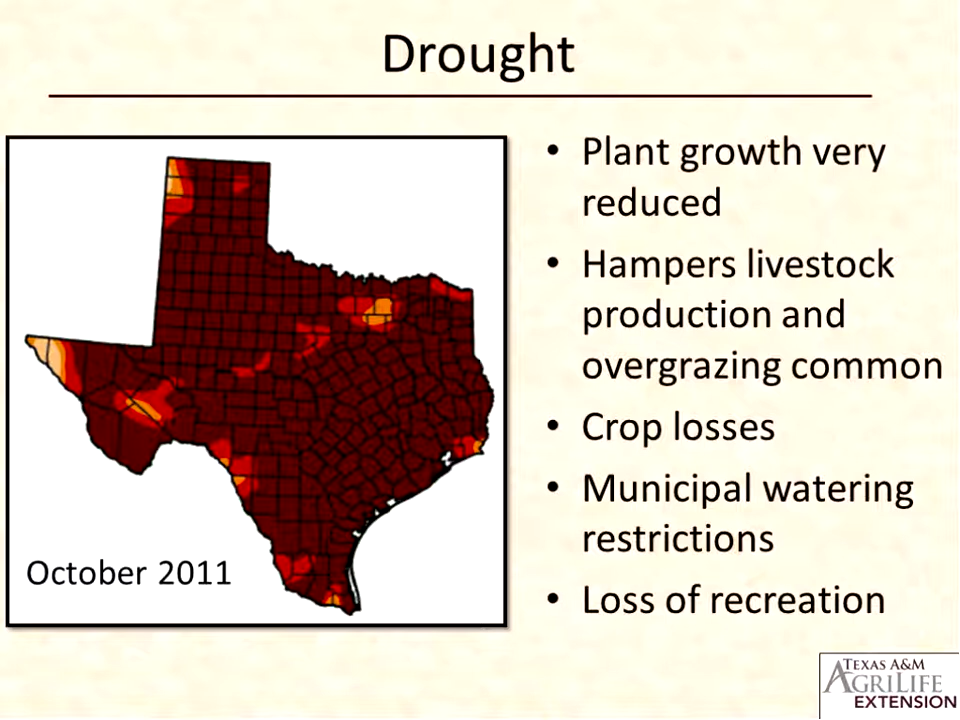 Drought
• Plant growth very
reduced
• Hampers livestock
production and
overgrazing common
• Crop losses
• Municipal watering
restrictions
• Loss of recreation
October 2011
TEXAS A&M
AGRILIFE
EXTENSION